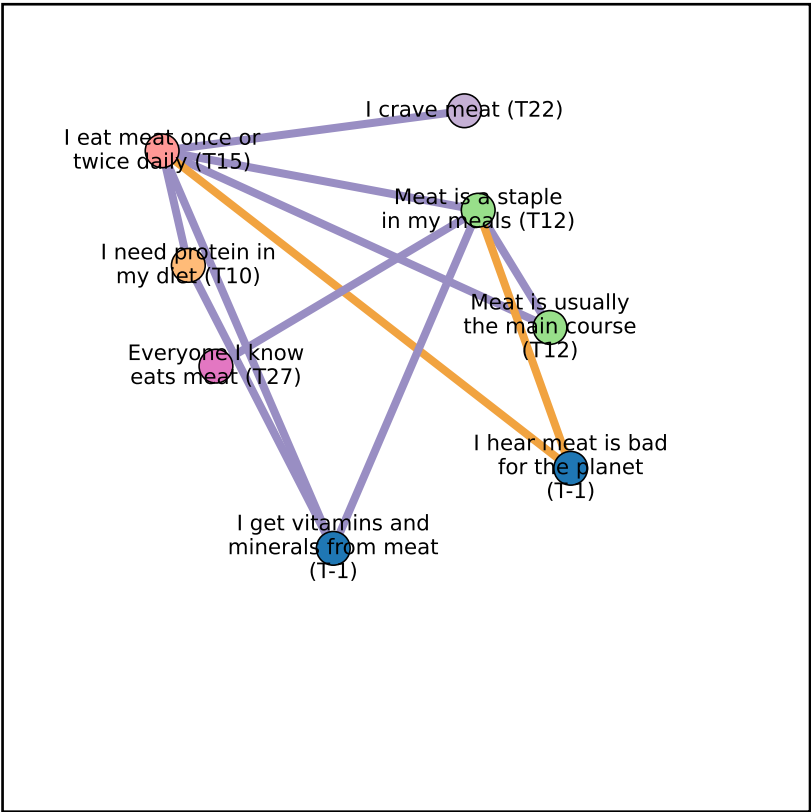 I crave meat (T22)
I eat meat once or
twice daily (T15)
Meat is a staple
in my meals (T12)
I need protein in
my diet (T10)
Meat is usually
the main course
(T12)
Everyone I know
eats meat (T27)
I hear meat is bad
for the planet
(T-1)
I get vitamins and
minerals from meat
(T-1)